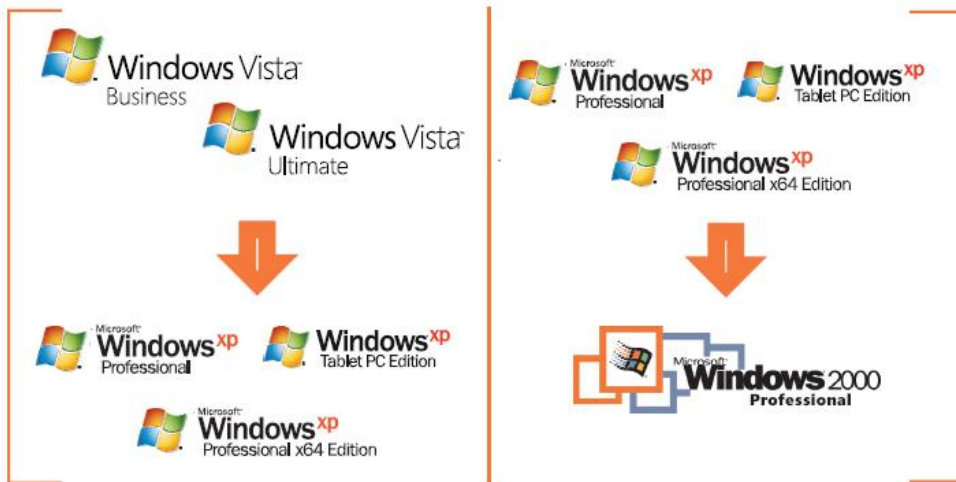 Windows Vista™
Business
Windows Vista™
Ultimate
Microsoft®
Windows xp
Professional
Windows xp
Tablet PC Edition
Microsoft®
Windows xp
Professional x64 Edition
Microsoft®
Windows xp
Professional
Windows xp
Tablet PC Edition
Microsoft®
Windows xp
Professional x64 Edition
Microsoft®
Windows 2000
Professional